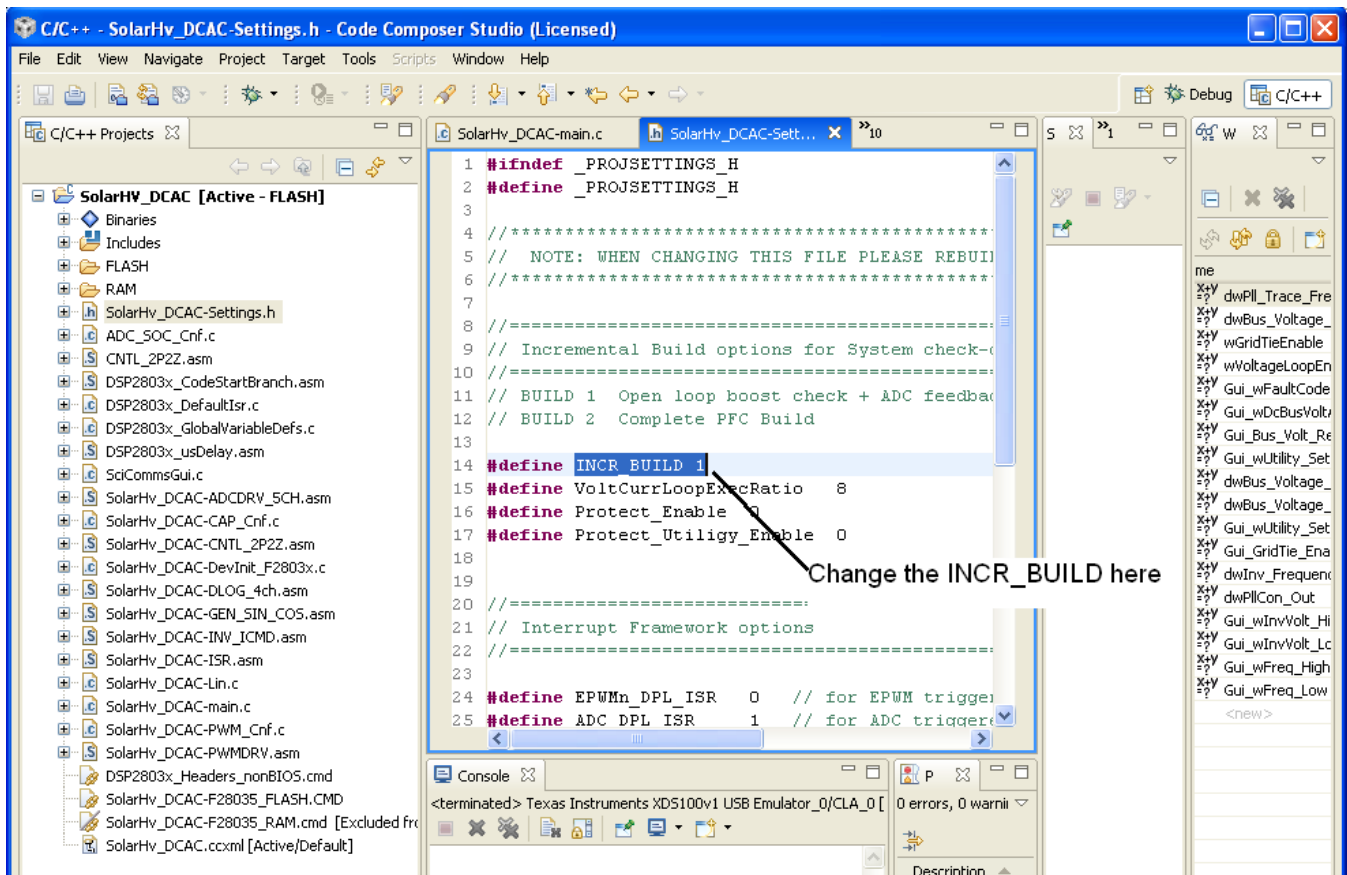 C/C++ - SolarHv_DCAC-Settings.h - Code Composer Studio (Licensed)
File Edit View Navigate Project Target Tools Scripts Window Help
Debug C/C++
C/C++ Projects
SolarHV_DCAC [Active - FLASH]
Binaries
Includes
FLASH
RAM
SolarHv_DCAC-Settings.h
ADC_SOC_Cnf.c
CNTL_2P2Z.asm
DSP2803x_CodeStartBranch.asm
DSP2803x_DefaultIsr.c
DSP2803x_GlobalVariableDefs.c
DSP2803x_usDelay.asm
SciCommsGui.c
SolarHv_DCAC-ADCDRV_5CH.asm
SolarHv_DCAC-CAP_Cnf.c
SolarHv_DCAC-CNTL_2P2Z.asm
SolarHv_DCAC-DevInit_F2803x.c
SolarHv_DCAC-DLOG_4ch.asm
SolarHv_DCAC-GEN_SIN_COS.asm
SolarHv_DCAC-INV_ICMD.asm
SolarHv_DCAC-ISR.asm
SolarHv_DCAC-Lin.c
SolarHv_DCAC-main.c
SolarHv_DCAC-PWM_Cnf.c
SolarHv_DCAC-PWMDRV.asm
DSP2803x_Headers_nonBIOS.cmd
SolarHv_DCAC-F28035_FLASH.CMD
SolarHv_DCAC-F28035_RAM.cmd [Excluded fr
SolarHv_DCAC.ccxml [Active/Default]
SolarHv_DCAC-main.c SolarHv_DCAC-Sett... »10
1 #ifndef _PROJSETTINGS_H
2 #define _PROJSETTINGS_H
3
4 //*********************************************
5 // NOTE: WHEN CHANGING THIS FILE PLEASE REBUI
6 //*********************************************
7
8 //=============================================
9 // Incremental Build options for System check-
10 //=============================================
11 // BUILD 1 Open loop boost check + ADC feedbac
12 // BUILD 2 Complete PFC Build
13
14 #define INCR_BUILD 1
15 #define VoltCurrLoopExecRatio 8
16 #define Protect_Enable 0
17 #define Protect_Utiligy_Enable 0
18
19
20 //===========================
21 // Interrupt Framework options
22 //=============================================
23
24 #define EPWMn_DPL_ISR 0 // for EPWM trigger
25 #define ADC_DPL_ISR 1 // for ADC triggere
Change the INCR_BUILD here
S »1
W
me
dwPll_Trace_Fre
dwBus_Voltage_
wGridTieEnable
wVoltageLoopEn
Gui_wFaultCode
Gui_wDcBusVolt
Gui_Bus_Volt_Re
Gui_wUtility_Set
dwBus_Voltage_
dwBus_Voltage_
Gui_wUtility_Set
Gui_GridTie_Ena
dwInv_Frequen
dwPllCon_Out
Gui_wInvVolt_Hi
Gui_wInvVolt_Lo
Gui_wFreq_High
Gui_wFreq_Low
<new>
Console
<terminated> Texas Instruments XDS100v1 USB Emulator_0/CLA_0 [
P
0 errors, 0 warni
Description